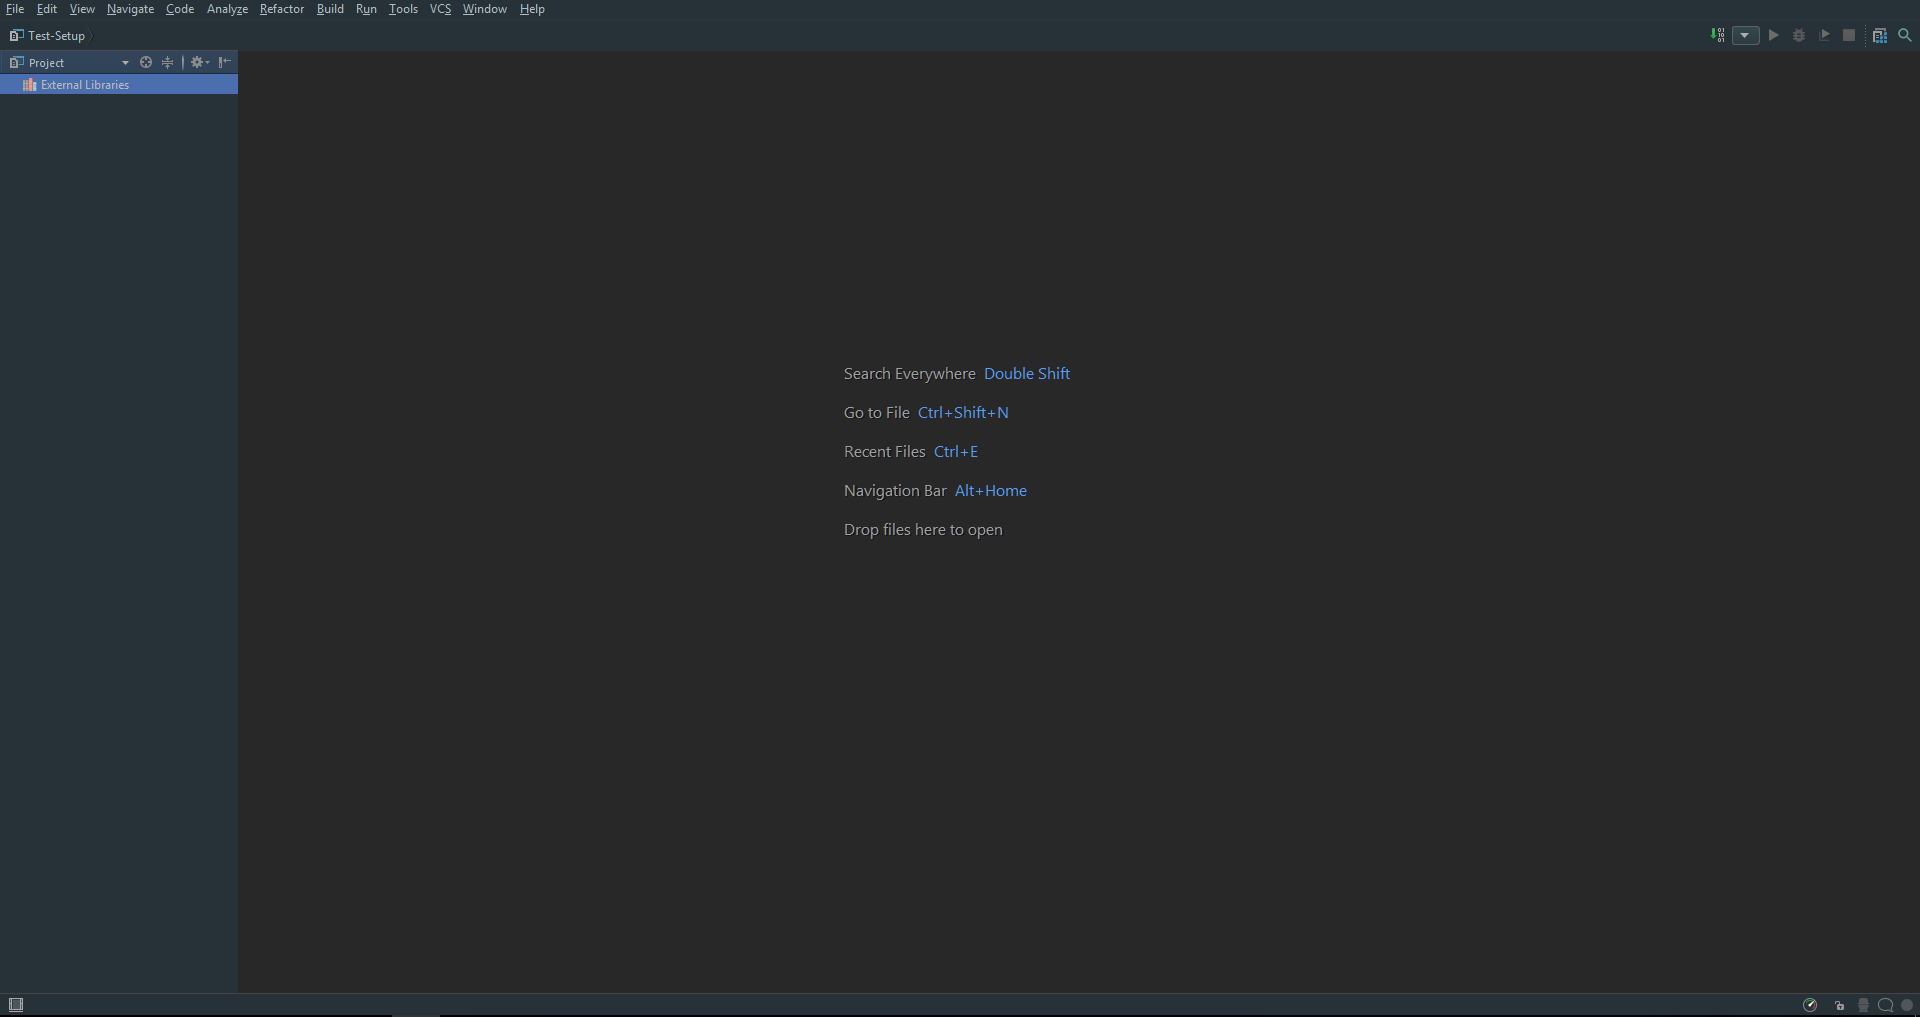 File Edit View Navigate Code Analyze Refactor Build Run Tools VCS Window Help
Test-Setup
Project
External Libraries
Search Everywhere Double Shift
Go to File Ctrl+Shift+N
Recent Files Ctrl+E
Navigation Bar Alt+Home
Drop files here to open